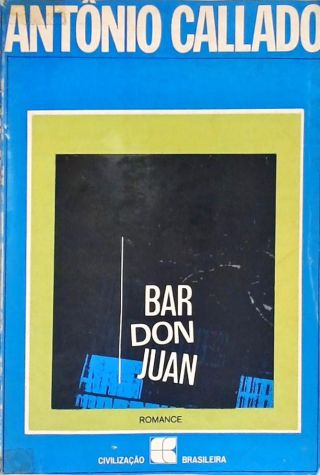 ANTÔNIO CALLADO
BAR
DON
JUAN
ROMANCE
CIVILIZAÇÃO BRASILEIRA